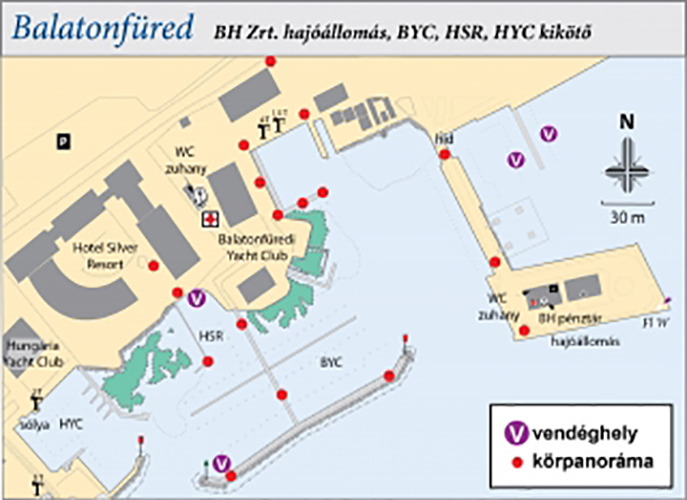 Balatonfüred BH Zrt. hajóállomás, BYC, HSR, HYC kikötő
P
WC
zuhany
híd
V
V
N
30 m
Hotel Silver
Resort
Balatonfüredi
Yacht Club
V
WC
zuhany
BH pénztár
hajóállomás
Fl W
HSR
BYC
Hungária
Yacht Club
sólya
HYC
V
V vendéghely
körpanoráma